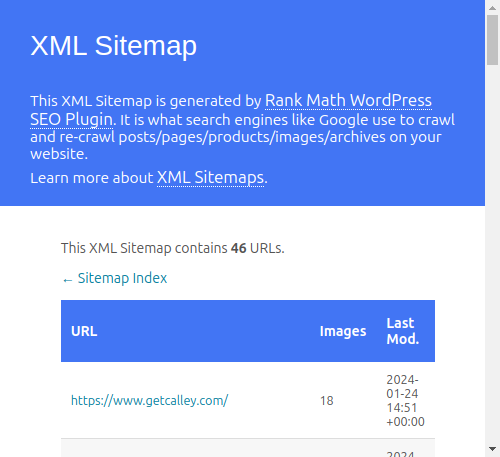 XML Sitemap
This XML Sitemap is generated by Rank Math WordPress
SEO Plugin. It is what search engines like Google use to crawl
and re-crawl posts/pages/products/images/archives on your
website.
Learn more about XML Sitemaps.
This XML Sitemap contains 46 URLs.
← Sitemap Index
URL Images Last
Mod.
https://www.getcalley.com/ 18 2024-
01-24
14:51
+00:00
2024-